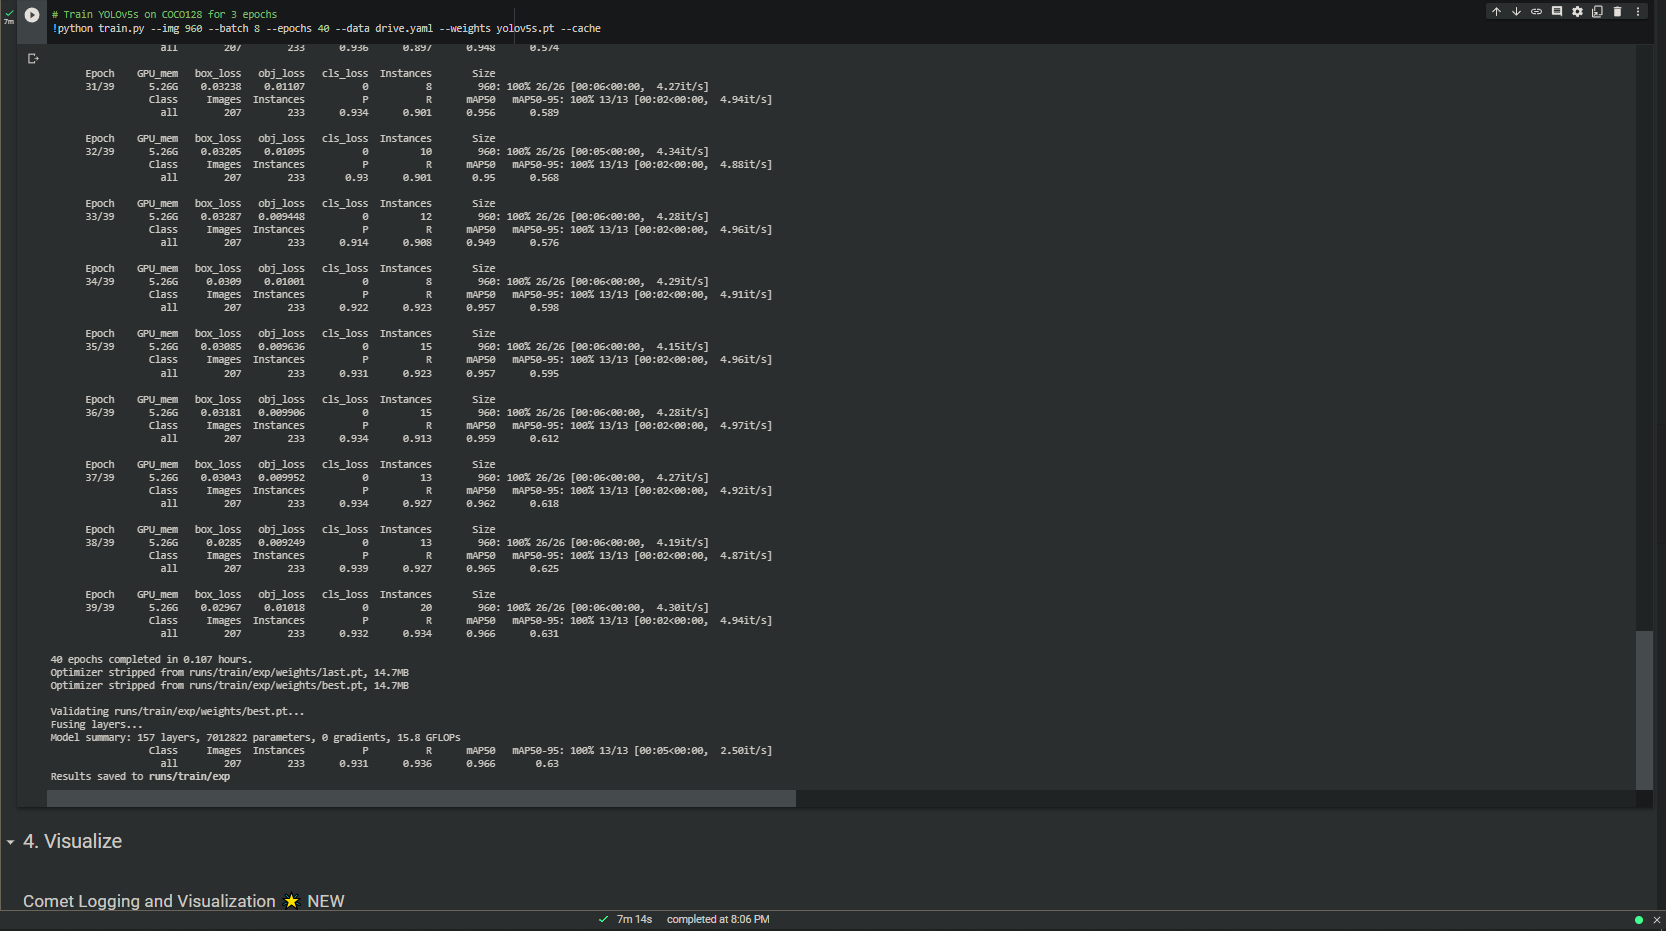 7m
# Train YOLOv5s on COCO128 for 3 epochs
!python train.py --img 960 --batch 8 --epochs 40 --data drive.yaml --weights yolov5s.pt --cache
all 207 233 0.936 0.897 0.948 0.574
Epoch GPU_mem box_loss obj_loss cls_loss Instances Size
31/39 5.26G 0.03238 0.01107 0 8 960: 100% 26/26 [00:06<00:00, 4.27it/s]
Class Images Instances P R mAP50 mAP50-95: 100% 13/13 [00:02<00:00, 4.94it/s]
all 207 233 0.934 0.901 0.956 0.589
Epoch GPU_mem box_loss obj_loss cls_loss Instances Size
32/39 5.26G 0.03205 0.01095 0 10 960: 100% 26/26 [00:05<00:00, 4.34it/s]
Class Images Instances P R mAP50 mAP50-95: 100% 13/13 [00:02<00:00, 4.88it/s]
all 207 233 0.93 0.901 0.95 0.568
Epoch GPU_mem box_loss obj_loss cls_loss Instances Size
33/39 5.26G 0.03287 0.009448 0 12 960: 100% 26/26 [00:06<00:00, 4.28it/s]
Class Images Instances P R mAP50 mAP50-95: 100% 13/13 [00:02<00:00, 4.96it/s]
all 207 233 0.914 0.908 0.949 0.576
Epoch GPU_mem box_loss obj_loss cls_loss Instances Size
34/39 5.26G 0.0309 0.01001 0 8 960: 100% 26/26 [00:06<00:00, 4.29it/s]
Class Images Instances P R mAP50 mAP50-95: 100% 13/13 [00:02<00:00, 4.91it/s]
all 207 233 0.922 0.923 0.957 0.598
Epoch GPU_mem box_loss obj_loss cls_loss Instances Size
35/39 5.26G 0.03085 0.009636 0 15 960: 100% 26/26 [00:06<00:00, 4.15it/s]
Class Images Instances P R mAP50 mAP50-95: 100% 13/13 [00:02<00:00, 4.96it/s]
all 207 233 0.931 0.923 0.957 0.595
Epoch GPU_mem box_loss obj_loss cls_loss Instances Size
36/39 5.26G 0.03181 0.009906 0 15 960: 100% 26/26 [00:06<00:00, 4.28it/s]
Class Images Instances P R mAP50 mAP50-95: 100% 13/13 [00:02<00:00, 4.97it/s]
all 207 233 0.934 0.913 0.959 0.612
Epoch GPU_mem box_loss obj_loss cls_loss Instances Size
37/39 5.26G 0.03043 0.009952 0 13 960: 100% 26/26 [00:06<00:00, 4.27it/s]
Class Images Instances P R mAP50 mAP50-95: 100% 13/13 [00:02<00:00, 4.92it/s]
all 207 233 0.934 0.927 0.962 0.618
Epoch GPU_mem box_loss obj_loss cls_loss Instances Size
38/39 5.26G 0.0285 0.009249 0 13 960: 100% 26/26 [00:06<00:00, 4.19it/s]
Class Images Instances P R mAP50 mAP50-95: 100% 13/13 [00:02<00:00, 4.87it/s]
all 207 233 0.939 0.927 0.965 0.625
Epoch GPU_mem box_loss obj_loss cls_loss Instances Size
39/39 5.26G 0.02967 0.01018 0 20 960: 100% 26/26 [00:06<00:00, 4.30it/s]
Class Images Instances P R mAP50 mAP50-95: 100% 13/13 [00:02<00:00, 4.94it/s]
all 207 233 0.932 0.934 0.966 0.631
40 epochs completed in 0.107 hours.
Optimizer stripped from runs/train/exp/weights/last.pt, 14.7MB
Optimizer stripped from runs/train/exp/weights/best.pt, 14.7MB
Validating runs/train/exp/weights/best.pt...
Fusing layers...
Model summary: 157 layers, 7012822 parameters, 0 gradients, 15.8 GFLOPs
Class Images Instances P R mAP50 mAP50-95: 100% 13/13 [00:05<00:00, 2.50it/s]
all 207 233 0.931 0.936 0.966 0.63
Results saved to runs/train/exp
4. Visualize
Comet Logging and Visualization 🌟 NEW
7m 14s completed at 8:06 PM